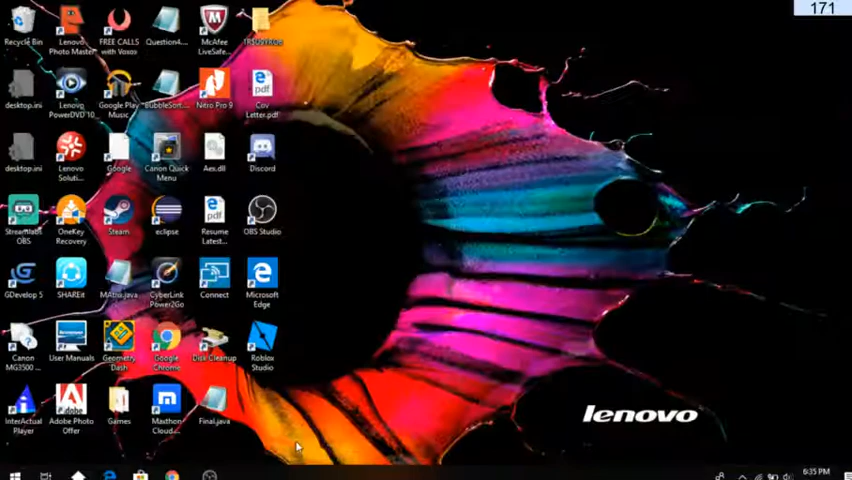 171
Recycle Bin
Lenovo
Photo Master
FREE CALLS
with Voxox
Question4....
McAfee
LiveSafe...
desktop.ini
Lenovo
PowerDVD 10
Google Play
Music
BubbleSort....
Nitro Pro 9
Cov
Letter.pdf
desktop.ini
Lenovo
Soluti...
Google
Canon Quick
Menu
Aex.dll
Discord
Streamlabs
OBS
OneKey
Recovery
Steam
eclipse
Resume
Latest...
OBS Studio
GDevelop 5
SHAREit
MAtrix.java
CyberLink
Power2Go
Connect
Microsoft
Edge
Canon
MG3500 ...
User Manuals
Geometry
Dash
Google
Chrome
Disk Cleanup
Roblox
Studio
InterActual
Player
Adobe Photo
Offer
Games
Maxthon
Cloud...
Final.java
lenovo
6:35 PM